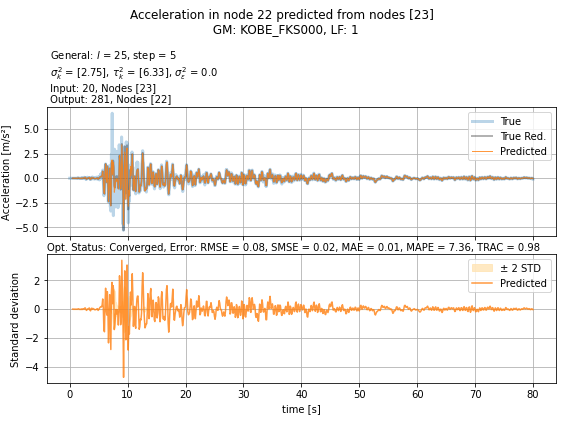 Acceleration in node 22 predicted from nodes [23]
GM: KOBE_FKS000, LF: 1
General: l = 25, step = 5
σ²ₖ = [2.75], τ²ₖ = [6.33], σ²ₑ = 0.0
Input: 20, Nodes [23]
Output: 281, Nodes [22]
Acceleration [m/s²]
5.0
2.5
0.0
−2.5
−5.0
True
True Red.
Predicted
Opt. Status: Converged, Error: RMSE = 0.08, SMSE = 0.02, MAE = 0.01, MAPE = 7.36, TRAC = 0.98
Standard deviation
2
0
−2
−4
± 2 STD
Predicted
0 10 20 30 40 50 60 70 80
time [s]